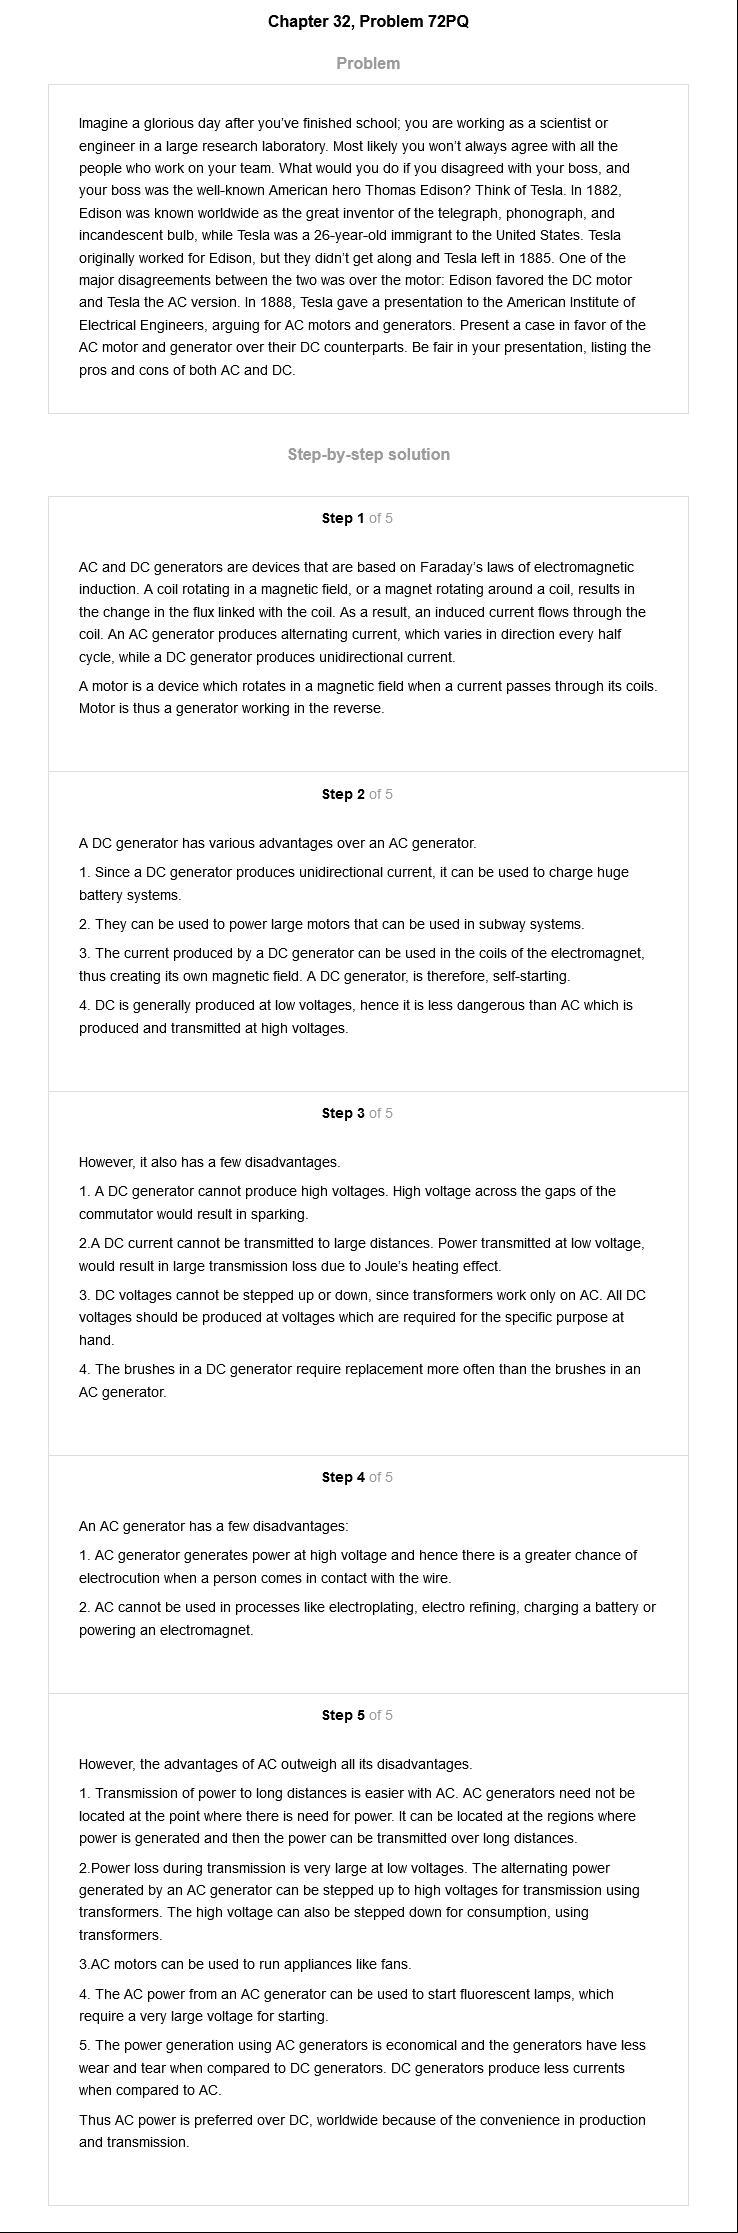 Chapter 32, Problem 72PQ
Problem
Imagine a glorious day after you've finished school; you are working as a scientist or
engineer in a large research laboratory. Most likely you won't always agree with all the
people who work on your team. What would you do if you disagreed with your boss, and
your boss was the well-known American hero Thomas Edison? Think of Tesla. In 1882,
Edison was known worldwide as the great inventor of the telegraph, phonograph, and
incandescent bulb, while Tesla was a 26-year-old immigrant to the United States. Tesla
originally worked for Edison, but they didn't get along and Tesla left in 1885. One of the
major disagreements between the two was over the motor: Edison favored the DC motor
and Tesla the AC version. In 1888, Tesla gave a presentation to the American Institute of
Electrical Engineers, arguing for AC motors and generators. Present a case in favor of the
AC motor and generator over their DC counterparts. Be fair in your presentation, listing the
pros and cons of both AC and DC.
Step-by-step solution
Step 1 of 5
AC and DC generators are devices that are based on Faraday's laws of electromagnetic
induction. A coil rotating in a magnetic field, or a magnet rotating around a coil, results in
the change in the flux linked with the coil. As a result, an induced current flows through the
coil. An AC generator produces alternating current, which varies in direction every half
cycle, while a DC generator produces unidirectional current.
A motor is a device which rotates in a magnetic field when a current passes through its coils.
Motor is thus a generator working in the reverse.
Step 2 of 5
A DC generator has various advantages over an AC generator.
1. Since a DC generator produces unidirectional current, it can be used to charge huge
battery systems.
2. They can be used to power large motors that can be used in subway systems.
3. The current produced by a DC generator can be used in the coils of the electromagnet,
thus creating its own magnetic field. A DC generator, is therefore, self-starting.
4. DC is generally produced at low voltages, hence it is less dangerous than AC which is
produced and transmitted at high voltages.
Step 3 of 5
However, it also has a few disadvantages.
1. A DC generator cannot produce high voltages. High voltage across the gaps of the
commutator would result in sparking.
2.A DC current cannot be transmitted to large distances. Power transmitted at low voltage,
would result in large transmission loss due to Joule's heating effect.
3. DC voltages cannot be stepped up or down, since transformers work only on AC. All DC
voltages should be produced at voltages which are required for the specific purpose at
hand.
4. The brushes in a DC generator require replacement more often than the brushes in an
AC generator.
Step 4 of 5
An AC generator has a few disadvantages:
1. AC generator generates power at high voltage and hence there is a greater chance of
electrocution when a person comes in contact with the wire.
2. AC cannot be used in processes like electroplating, electro refining, charging a battery or
powering an electromagnet.
Step 5 of 5
However, the advantages of AC outweigh all its disadvantages.
1. Transmission of power to long distances is easier with AC. AC generators need not be
located at the point where there is need for power. It can be located at the regions where
power is generated and then the power can be transmitted over long distances.
2.Power loss during transmission is very large at low voltages. The alternating power
generated by an AC generator can be stepped up to high voltages for transmission using
transformers. The high voltage can also be stepped down for consumption, using
transformers.
3.AC motors can be used to run appliances like fans.
4. The AC power from an AC generator can be used to start fluorescent lamps, which
require a very large voltage for starting.
5. The power generation using AC generators is economical and the generators have less
wear and tear when compared to DC generators. DC generators produce less currents
when compared to AC.
Thus AC power is preferred over DC, worldwide because of the convenience in production
and transmission.